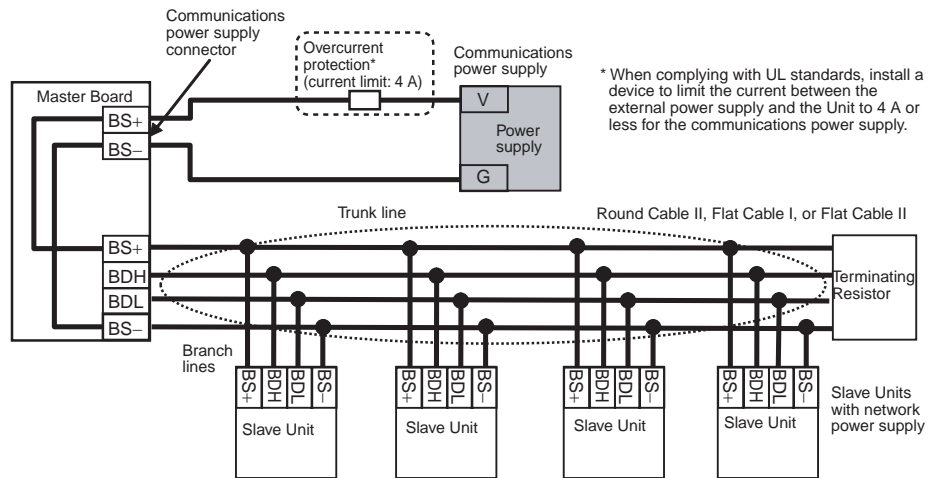 Communications
power supply
connector
Overcurrent
protection*
(current limit: 4 A)
Communications
power supply
* When complying with UL standards, install a
device to limit the current between the
external power supply and the Unit to 4 A or
less for the communications power supply.
Master Board
BS+
BS−
V
Power
supply
G
Trunk line
Round Cable II, Flat Cable I, or Flat Cable II
BS+
BDH
BDL
BS−
Terminating
Resistor
Branch
lines
BS+
BDH
BDL
BS−
BS+
BDH
BDL
BS−
BS+
BDH
BDL
BS−
BS+
BDH
BDL
BS−
Slave Unit
Slave Unit
Slave Unit
Slave Unit
Slave Units
with network
power supply